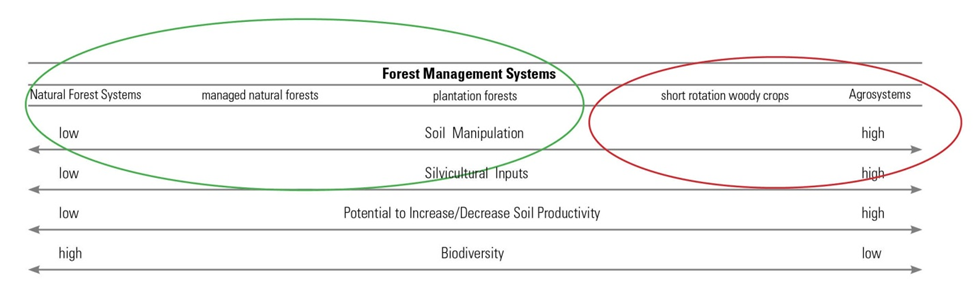 Forest Management Systems
Natural Forest Systems managed natural forests plantation forests short rotation woody crops Agrosystems
low Soil Manipulation high
low Silvicultural Inputs high
low Potential to Increase/Decrease Soil Productivity high
high Biodiversity low